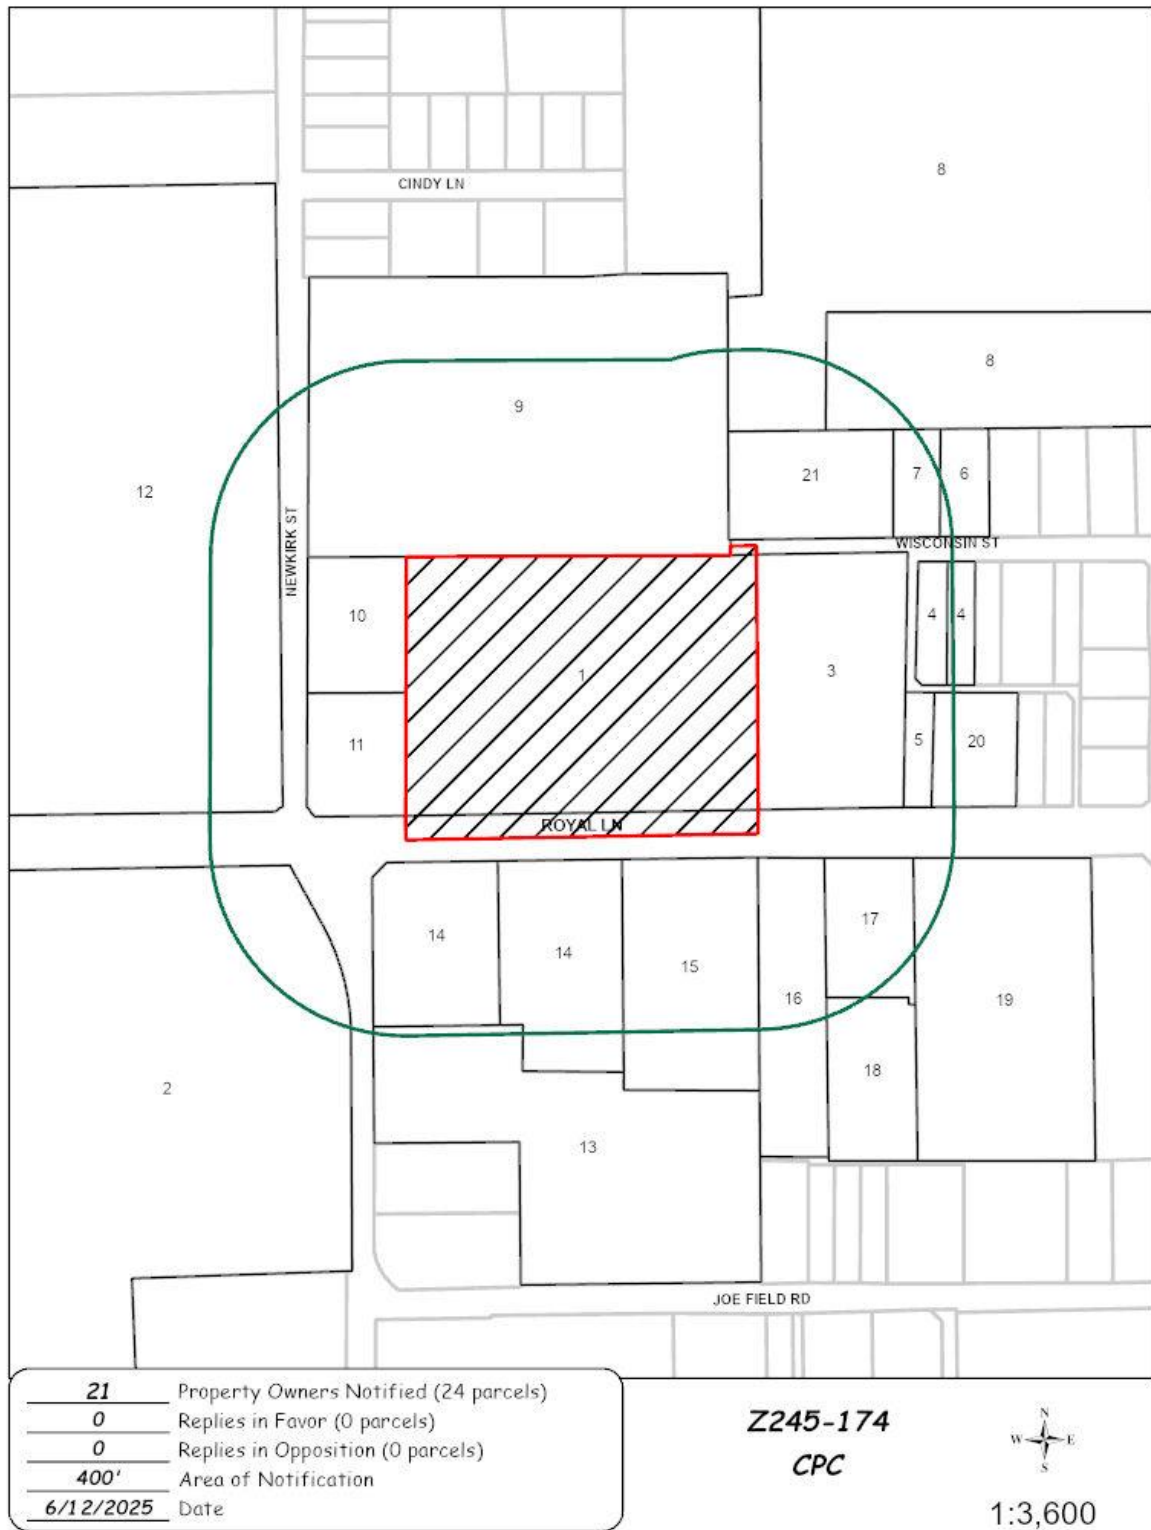 8
CINDY LN
8
9
21
7
6
12
NEWKIRK ST
WISCONSIN ST
10
4
4
1
3
11
5
20
ROYAL LN
14
14
15
17
16
19
2
18
13
JOE FIELD RD
21 Property Owners Notified (24 parcels)
0 Replies in Favor (0 parcels)
0 Replies in Opposition (0 parcels)
400' Area of Notification
6/12/2025 Date
Z245-174
CPC
N
W E
S
1:3,600